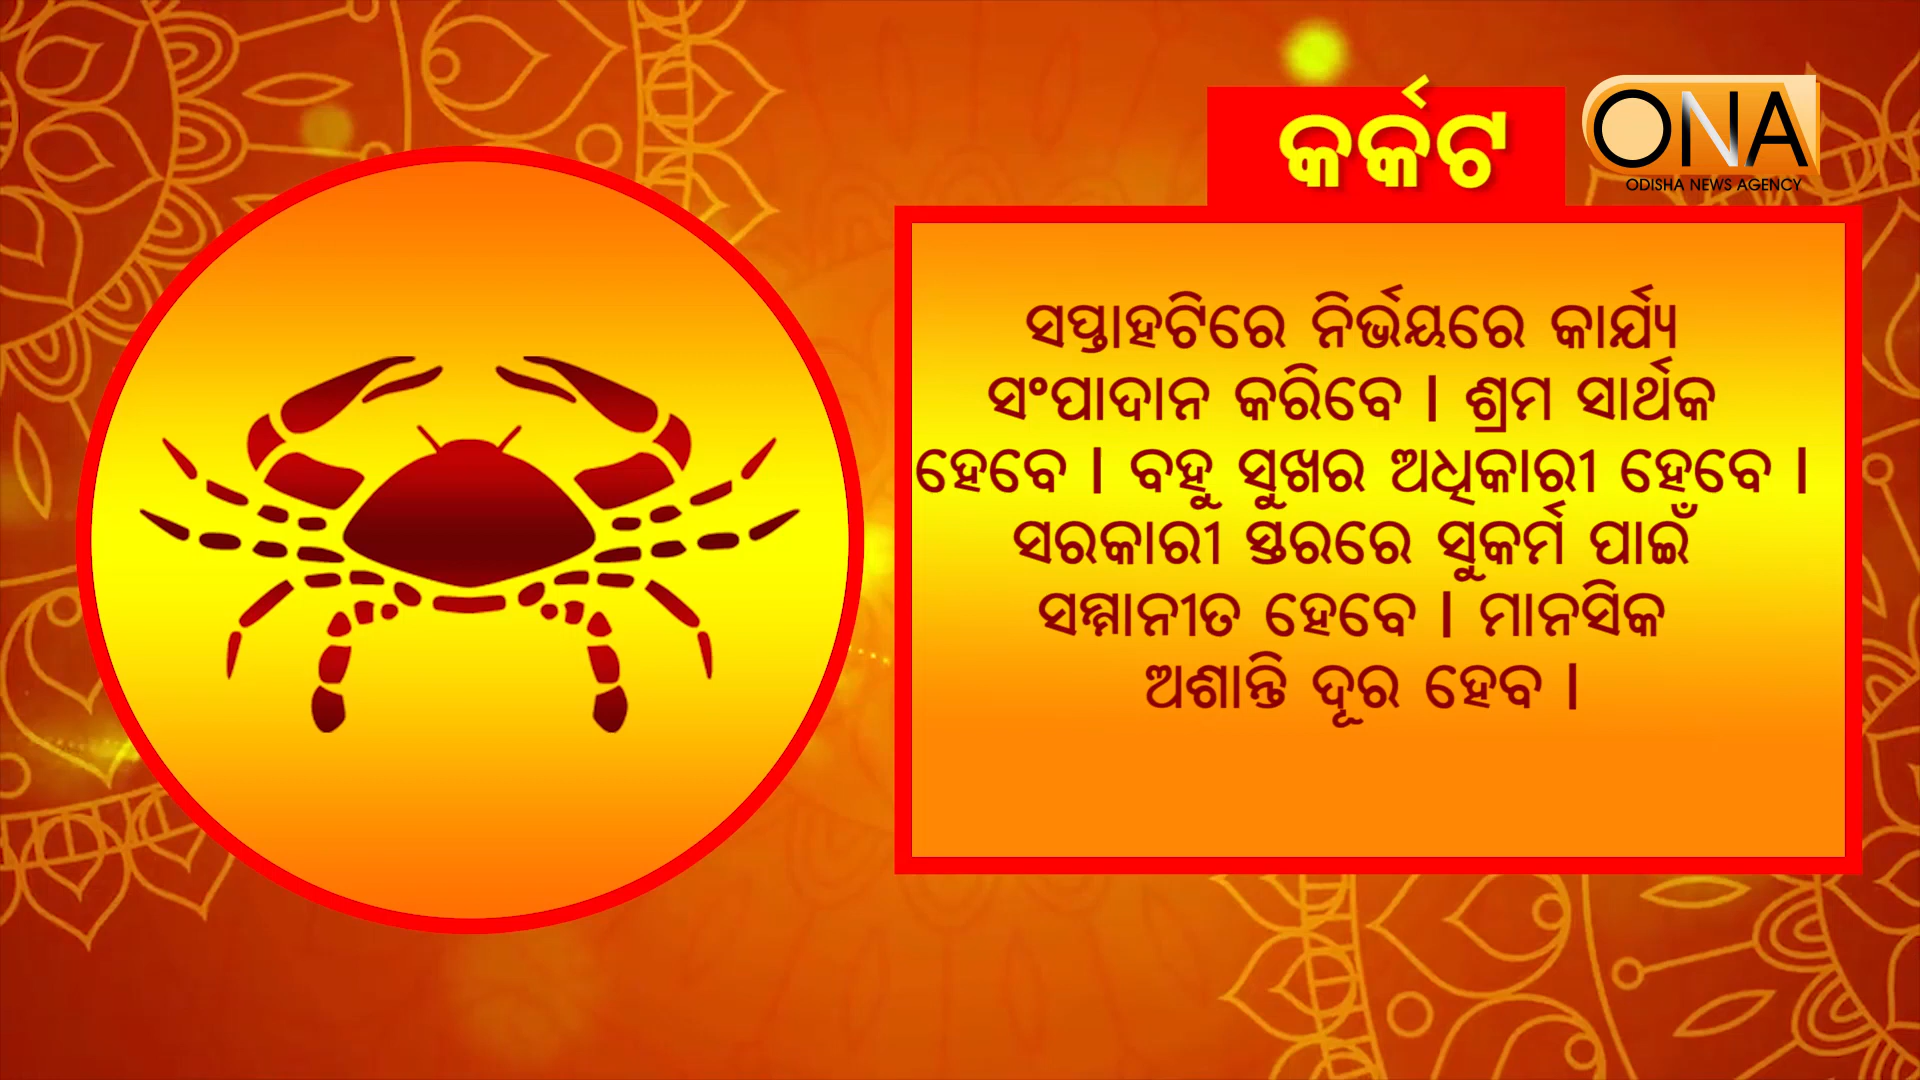 କର୍କଟ
ONA
ODISHA NEWS AGENCY
ସପ୍ତାହଟିରେ ନିର୍ଭୟରେ କାର୍ଯ୍ୟ
ସଂପାଦାନ କରିବେ । ଶ୍ରମ ସାର୍ଥକ
ହେବେ । ବହୁ ସୁଖର ଅଧିକାରୀ ହେବେ ।
ସରକାରୀ ସ୍ତରରେ ସୁକର୍ମ ପାଇଁ
ସମ୍ମାନୀତ ହେବେ । ମାନସିକ
ଅଶାନ୍ତି ଦୂର ହେବ ।